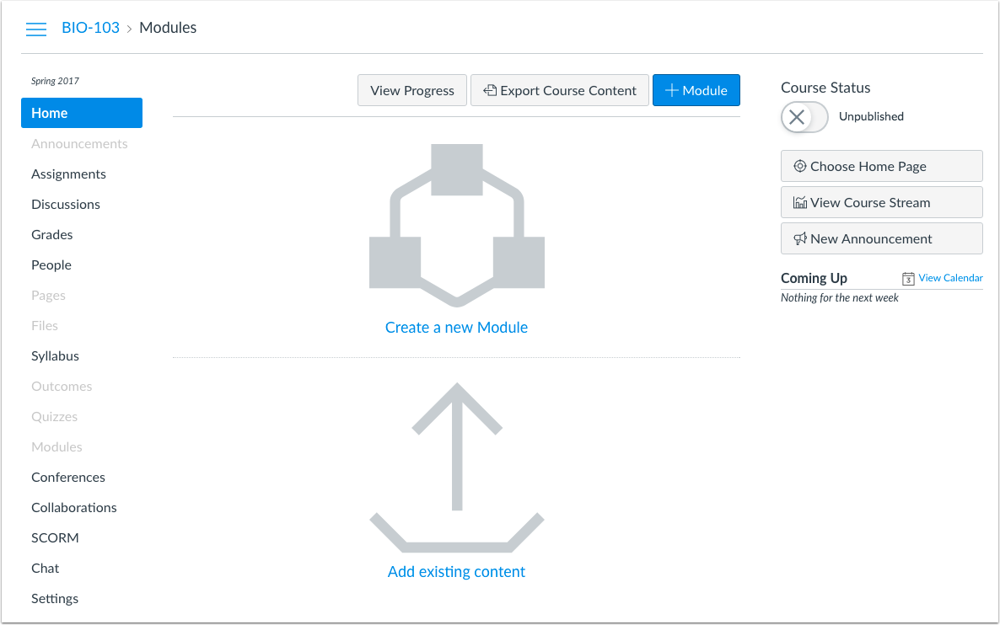 BIO-103 > Modules
Spring 2017
Home
Announcements
Assignments
Discussions
Grades
People
Pages
Files
Syllabus
Outcomes
Quizzes
Modules
Conferences
Collaborations
SCORM
Chat
Settings
View Progress
Export Course Content
+ Module
Create a new Module
Add existing content
Course Status
Unpublished
Choose Home Page
View Course Stream
New Announcement
Coming Up
3 View Calendar
Nothing for the next week